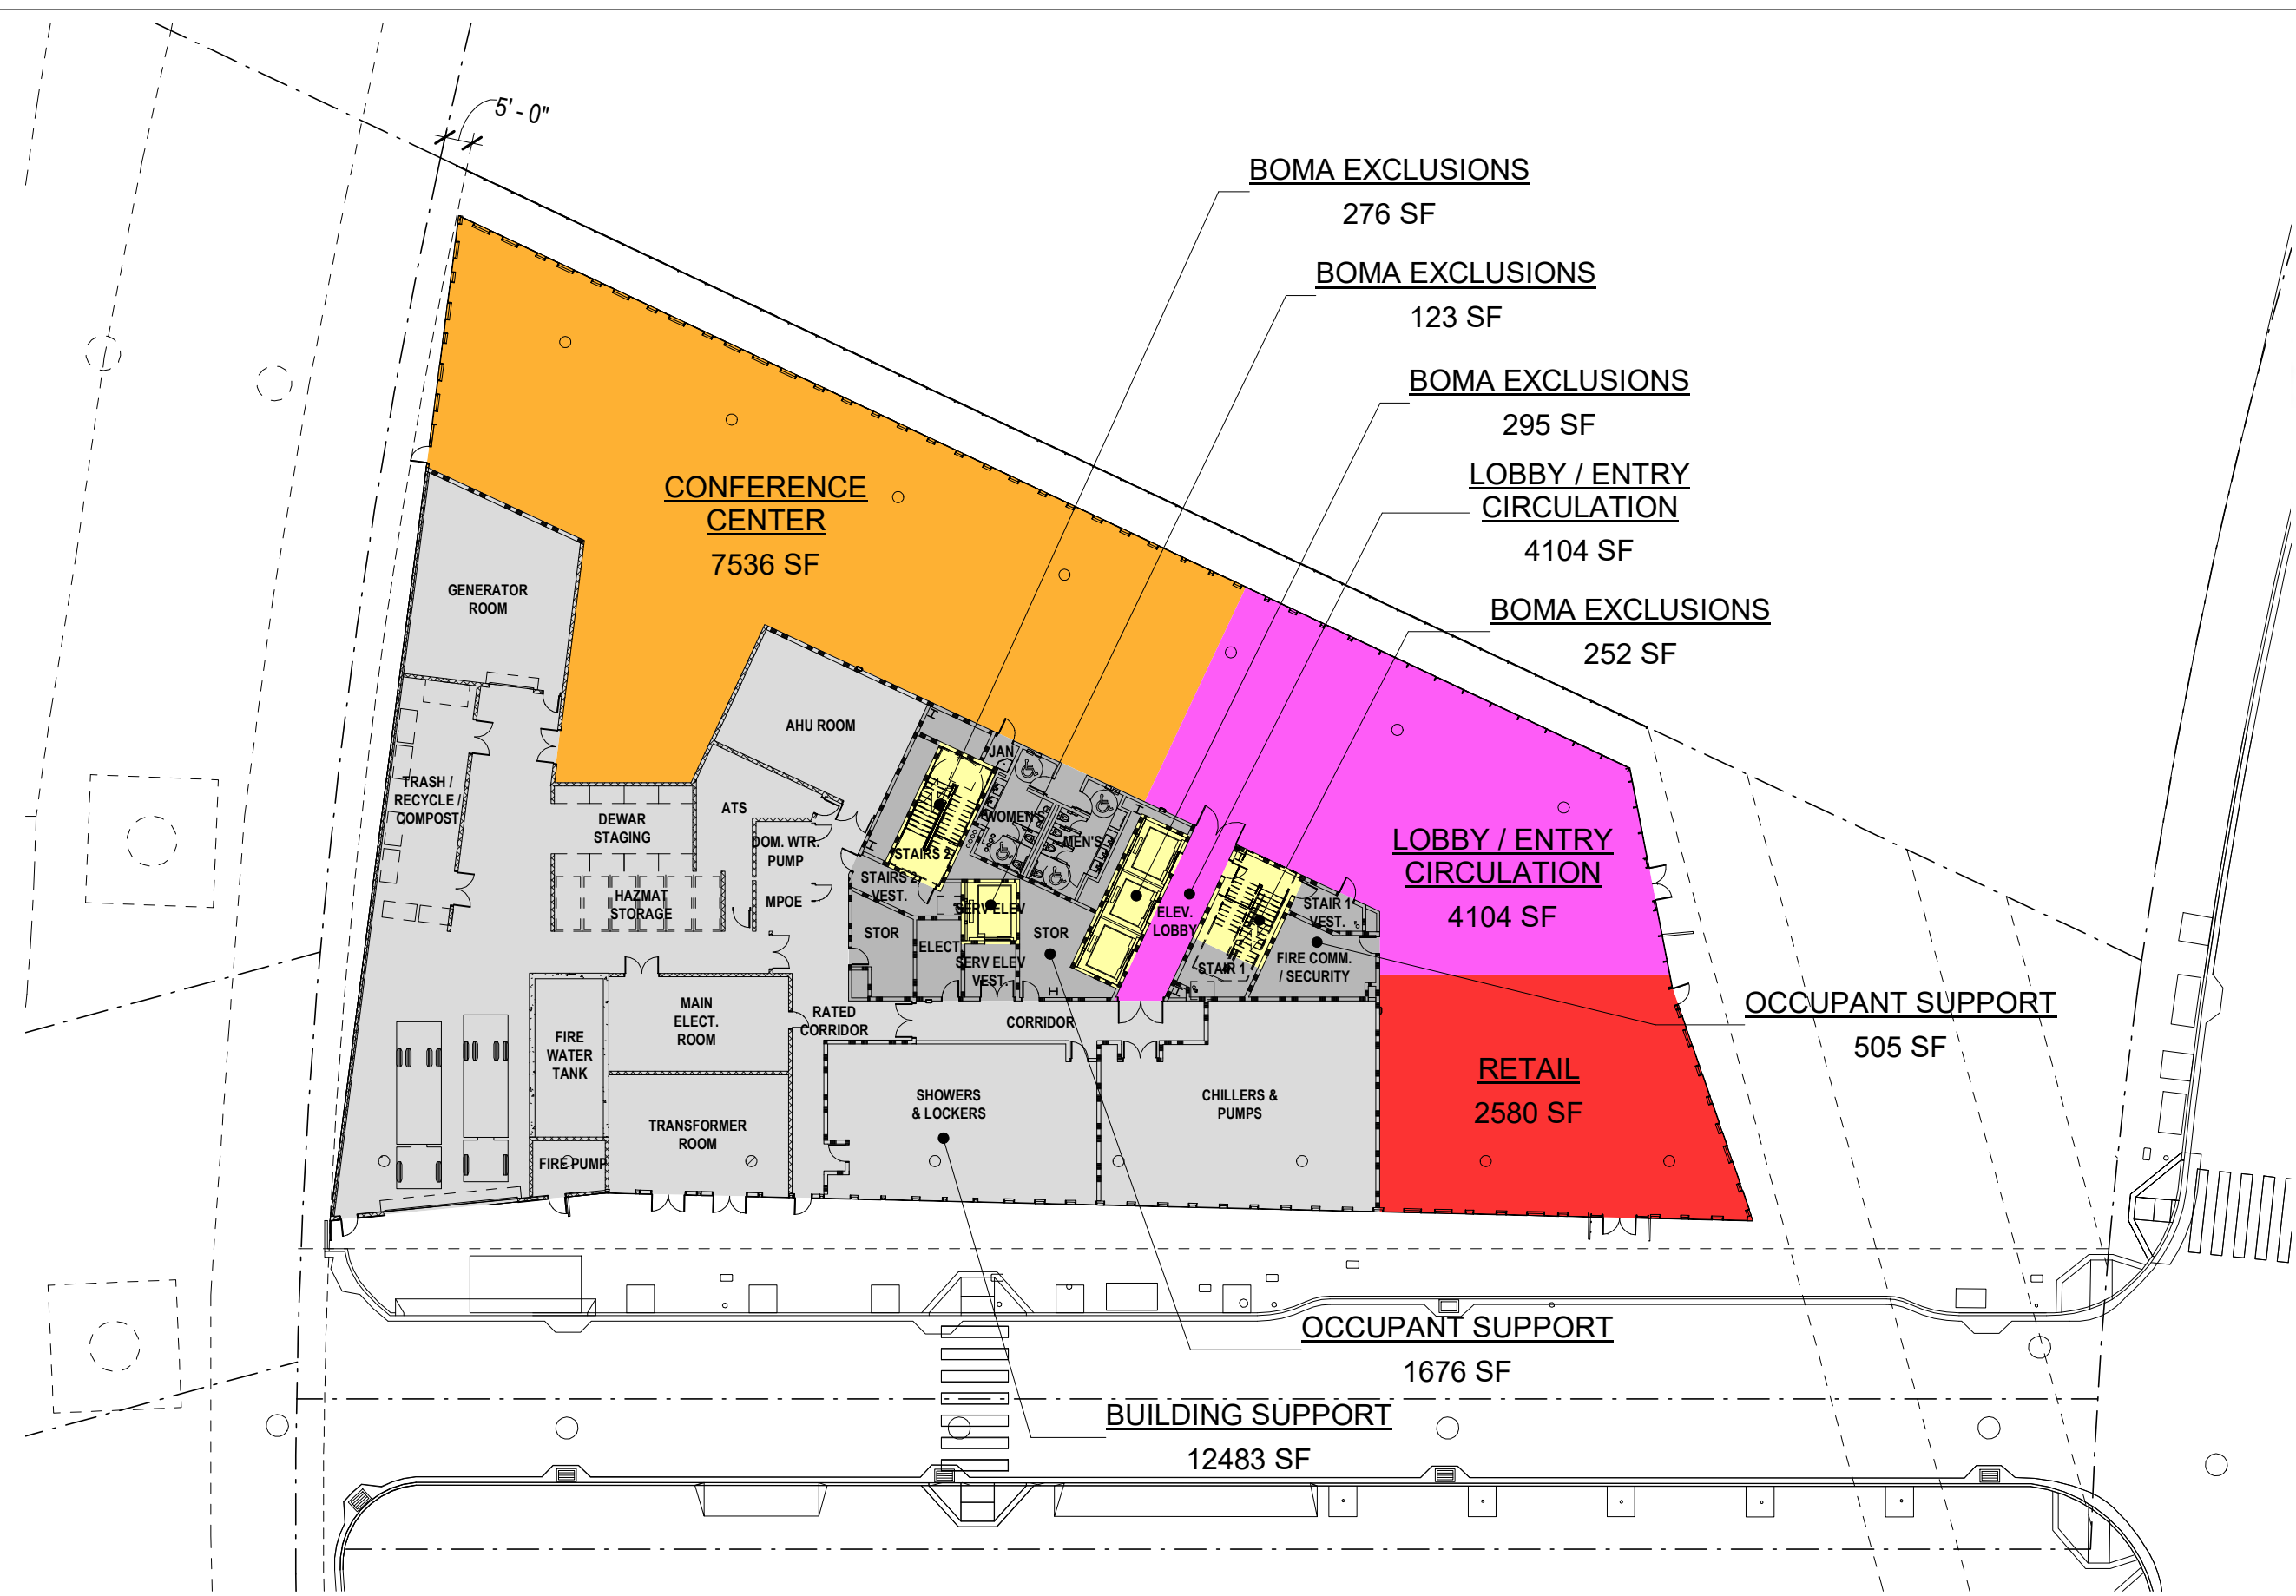 5' - 0"
BOMA EXCLUSIONS
276 SF
BOMA EXCLUSIONS
123 SF
BOMA EXCLUSIONS
295 SF
LOBBY / ENTRY
CIRCULATION
4104 SF
BOMA EXCLUSIONS
252 SF
CONFERENCE
CENTER
7536 SF
GENERATOR
ROOM
AHU ROOM
JAN
TRASH /
RECYCLE /
COMPOST
ATS
DEWAR
STAGING
DOM. WTR.
PUMP
WOMEN'S
MEN'S
STAIRS 2
STAIRS 2
VEST.
LOBBY / ENTRY
CIRCULATION
4104 SF
HAZMAT
STORAGE
MPOE
SERV ELEV
ELEV.
LOBBY
STAIR 1
VEST.
STOR
ELECT
STOR
SERV ELEV
VEST.
STAIR 1
FIRE COMM.
/ SECURITY
MAIN
ELECT.
ROOM
RATED
CORRIDOR
CORRIDOR
OCCUPANT SUPPORT
505 SF
FIRE
WATER
TANK
RETAIL
2580 SF
SHOWERS
& LOCKERS
CHILLERS &
PUMPS
TRANSFORMER
ROOM
FIRE PUMP
OCCUPANT SUPPORT
1676 SF
BUILDING SUPPORT
12483 SF